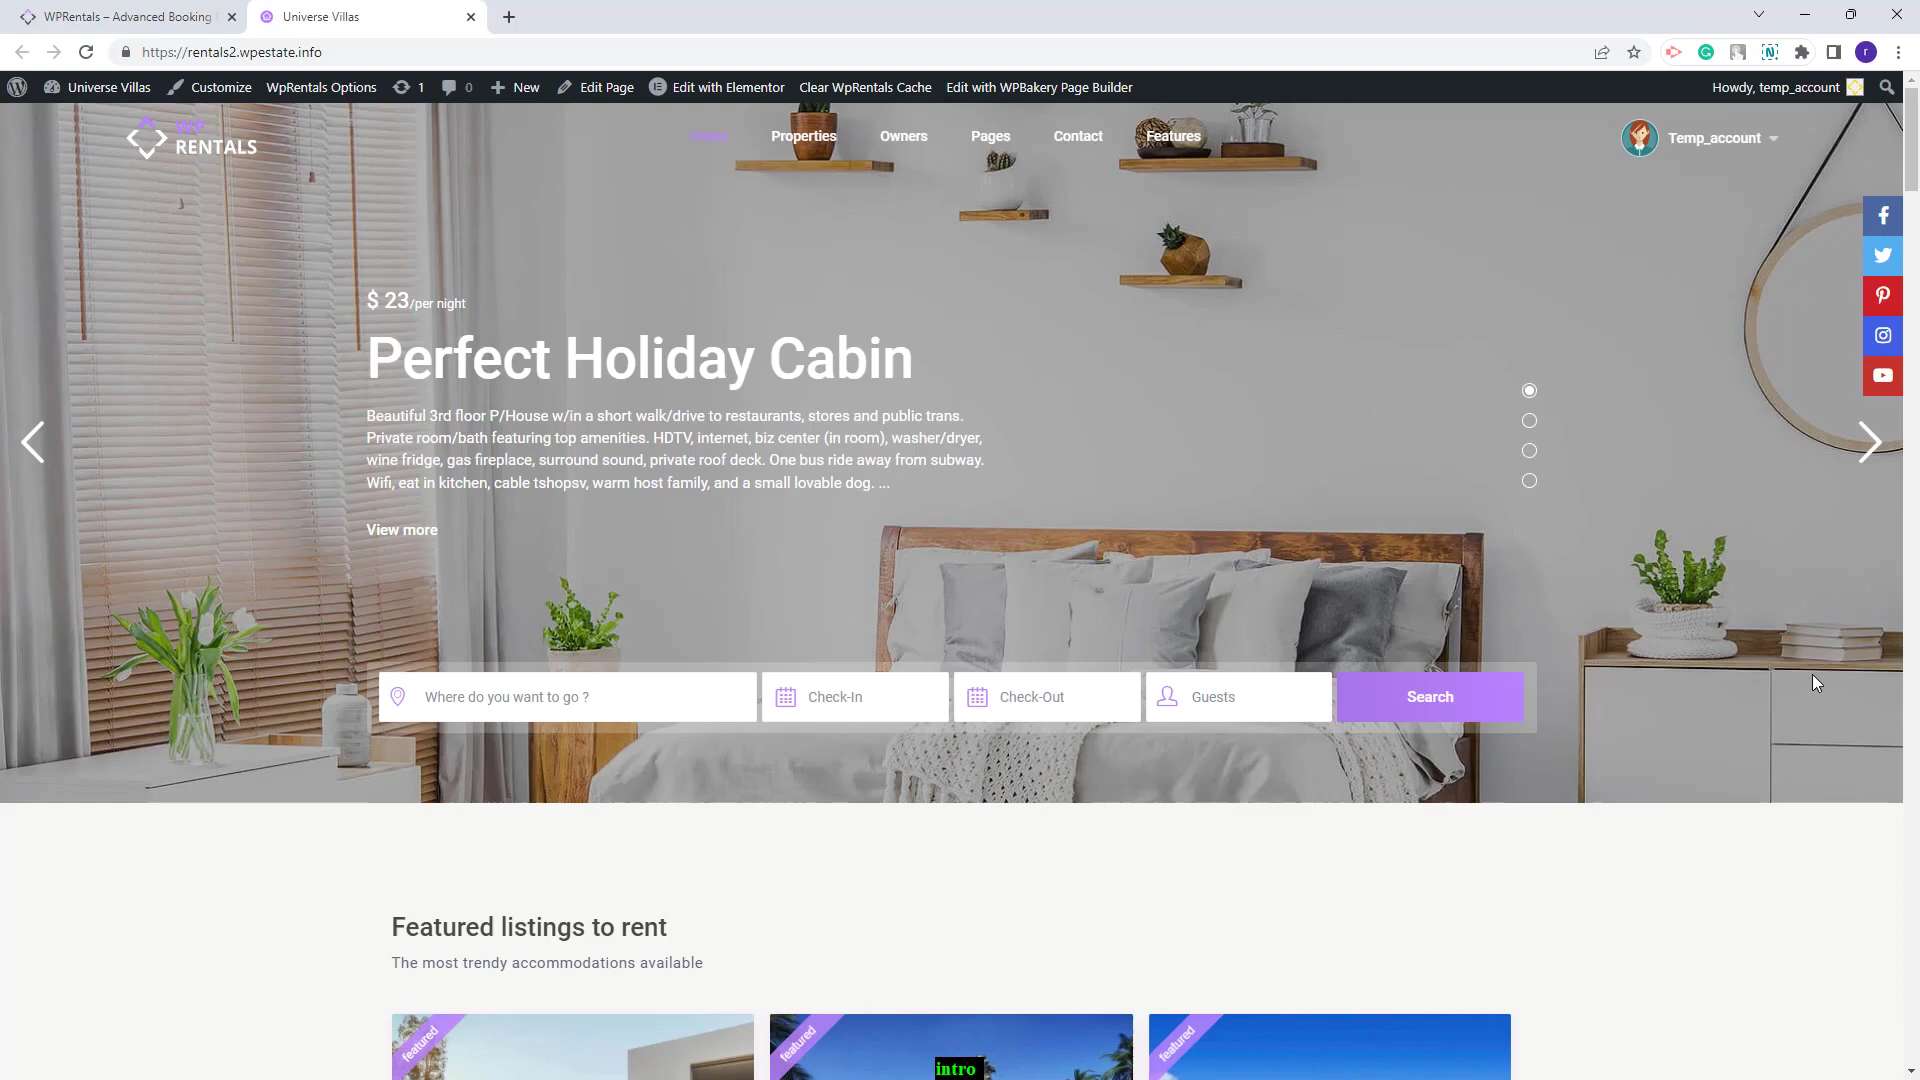 WPRentals – Advanced Booking
Universe Villas
https://rentals2.wpestate.info
Universe Villas
Customize
WpRentals Options
1
0
New
Edit Page
Edit with Elementor
Clear WpRentals Cache
Edit with WPBakery Page Builder
Howdy, temp_account
WP
RENTALS
Home
Properties
Owners
Pages
Contact
Features
Temp_account
$ 23/per night
Perfect Holiday Cabin
Beautiful 3rd floor P/House w/in a short walk/drive to restaurants, stores and public trans.
Private room/bath featuring top amenities. HDTV, internet, biz center (in room), washer/dryer,
wine fridge, gas fireplace, surround sound, private roof deck. One bus ride away from subway.
Wifi, eat in kitchen, cable tshopsv, warm host family, and a small lovable dog. ...
View more
Where do you want to go ?
Check-In
Check-Out
Guests
Search
Featured listings to rent
The most trendy accommodations available
featured
featured
featured
intro